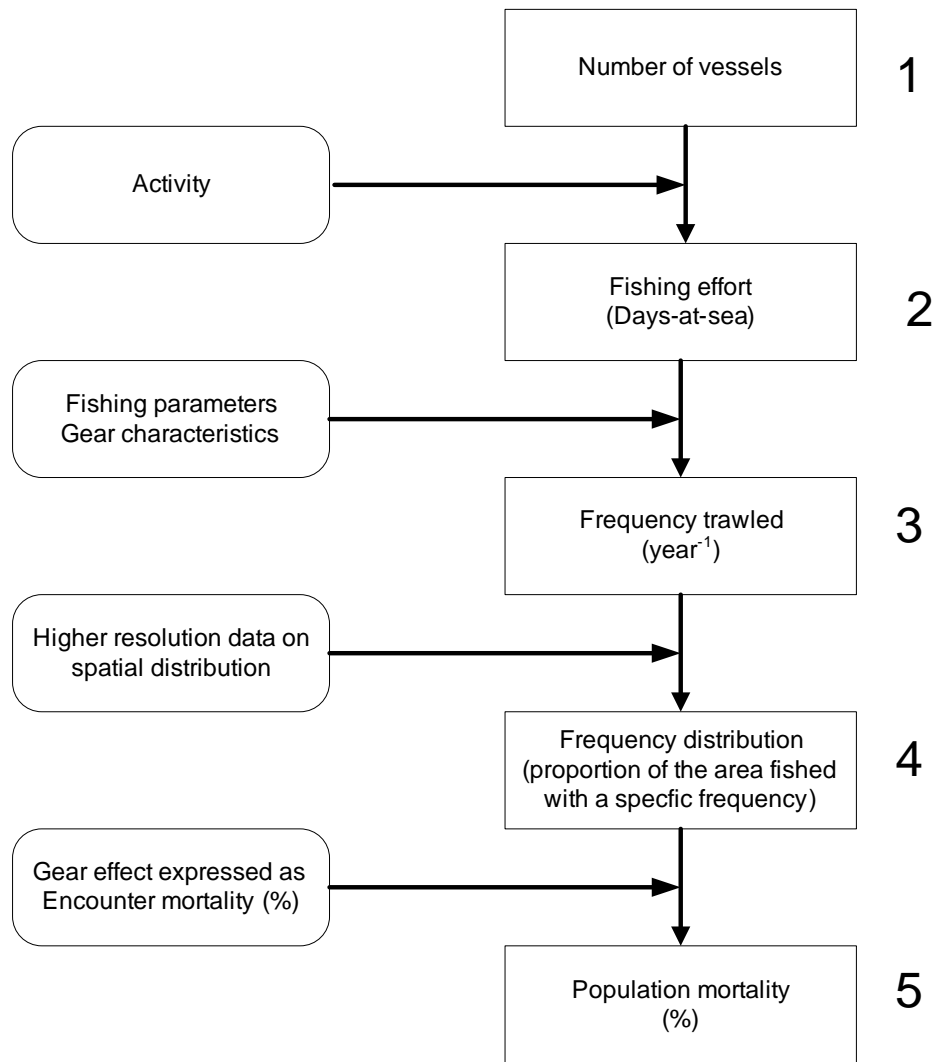 Number of vessels
1
Activity
Fishing effort
(Days-at-sea)
2
Fishing parameters
Gear characteristics
Frequency trawled
(year⁻¹)
3
Higher resolution data on
spatial distribution
Frequency distribution
(proportion of the area fished
with a specfic frequency)
4
Gear effect expressed as
Encounter mortality (%)
Population mortality
(%)
5